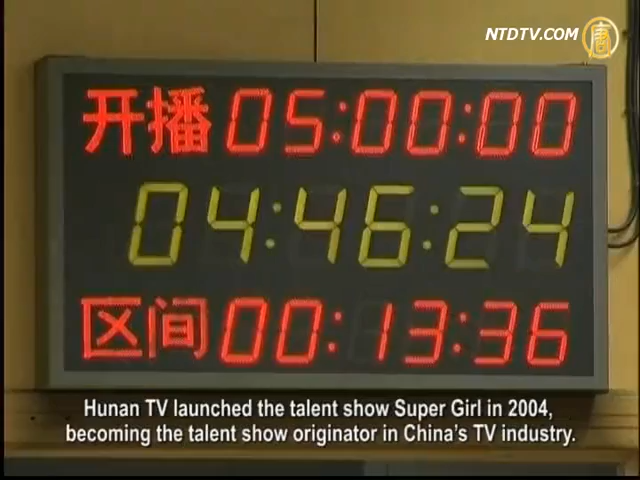 NTDTV.COM 唐
开播 05:00:00
04:46:24
区间 00:13:36
Hunan TV launched the talent show Super Girl in 2004,
becoming the talent show originator in China's TV industry.